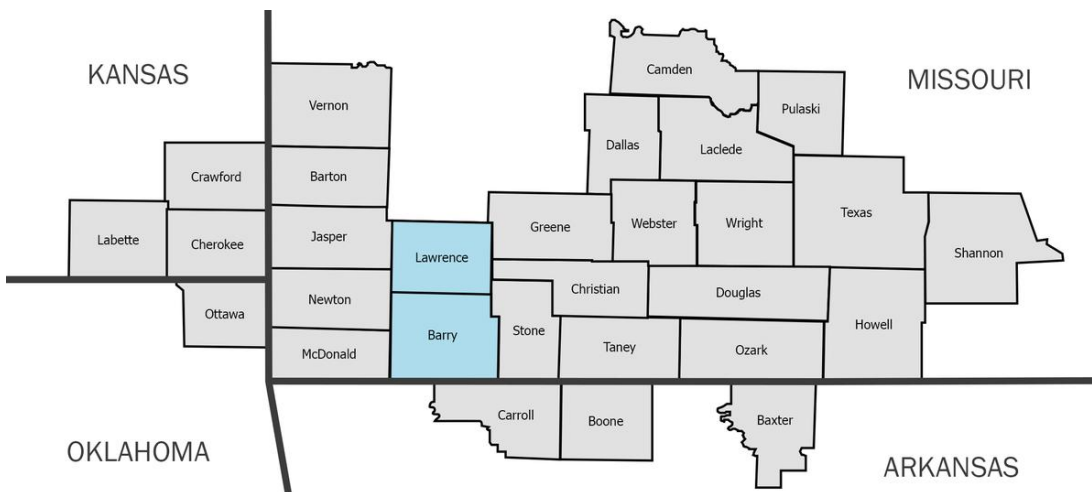 KANSAS
MISSOURI
Camden
Vernon
Pulaski
Dallas
Laclede
Crawford
Barton
Texas
Labette
Cherokee
Jasper
Greene
Webster
Wright
Lawrence
Shannon
Newton
Christian
Douglas
Ottawa
Barry
Stone
Howell
McDonald
Taney
Ozark
Carroll
Boone
Baxter
OKLAHOMA
ARKANSAS